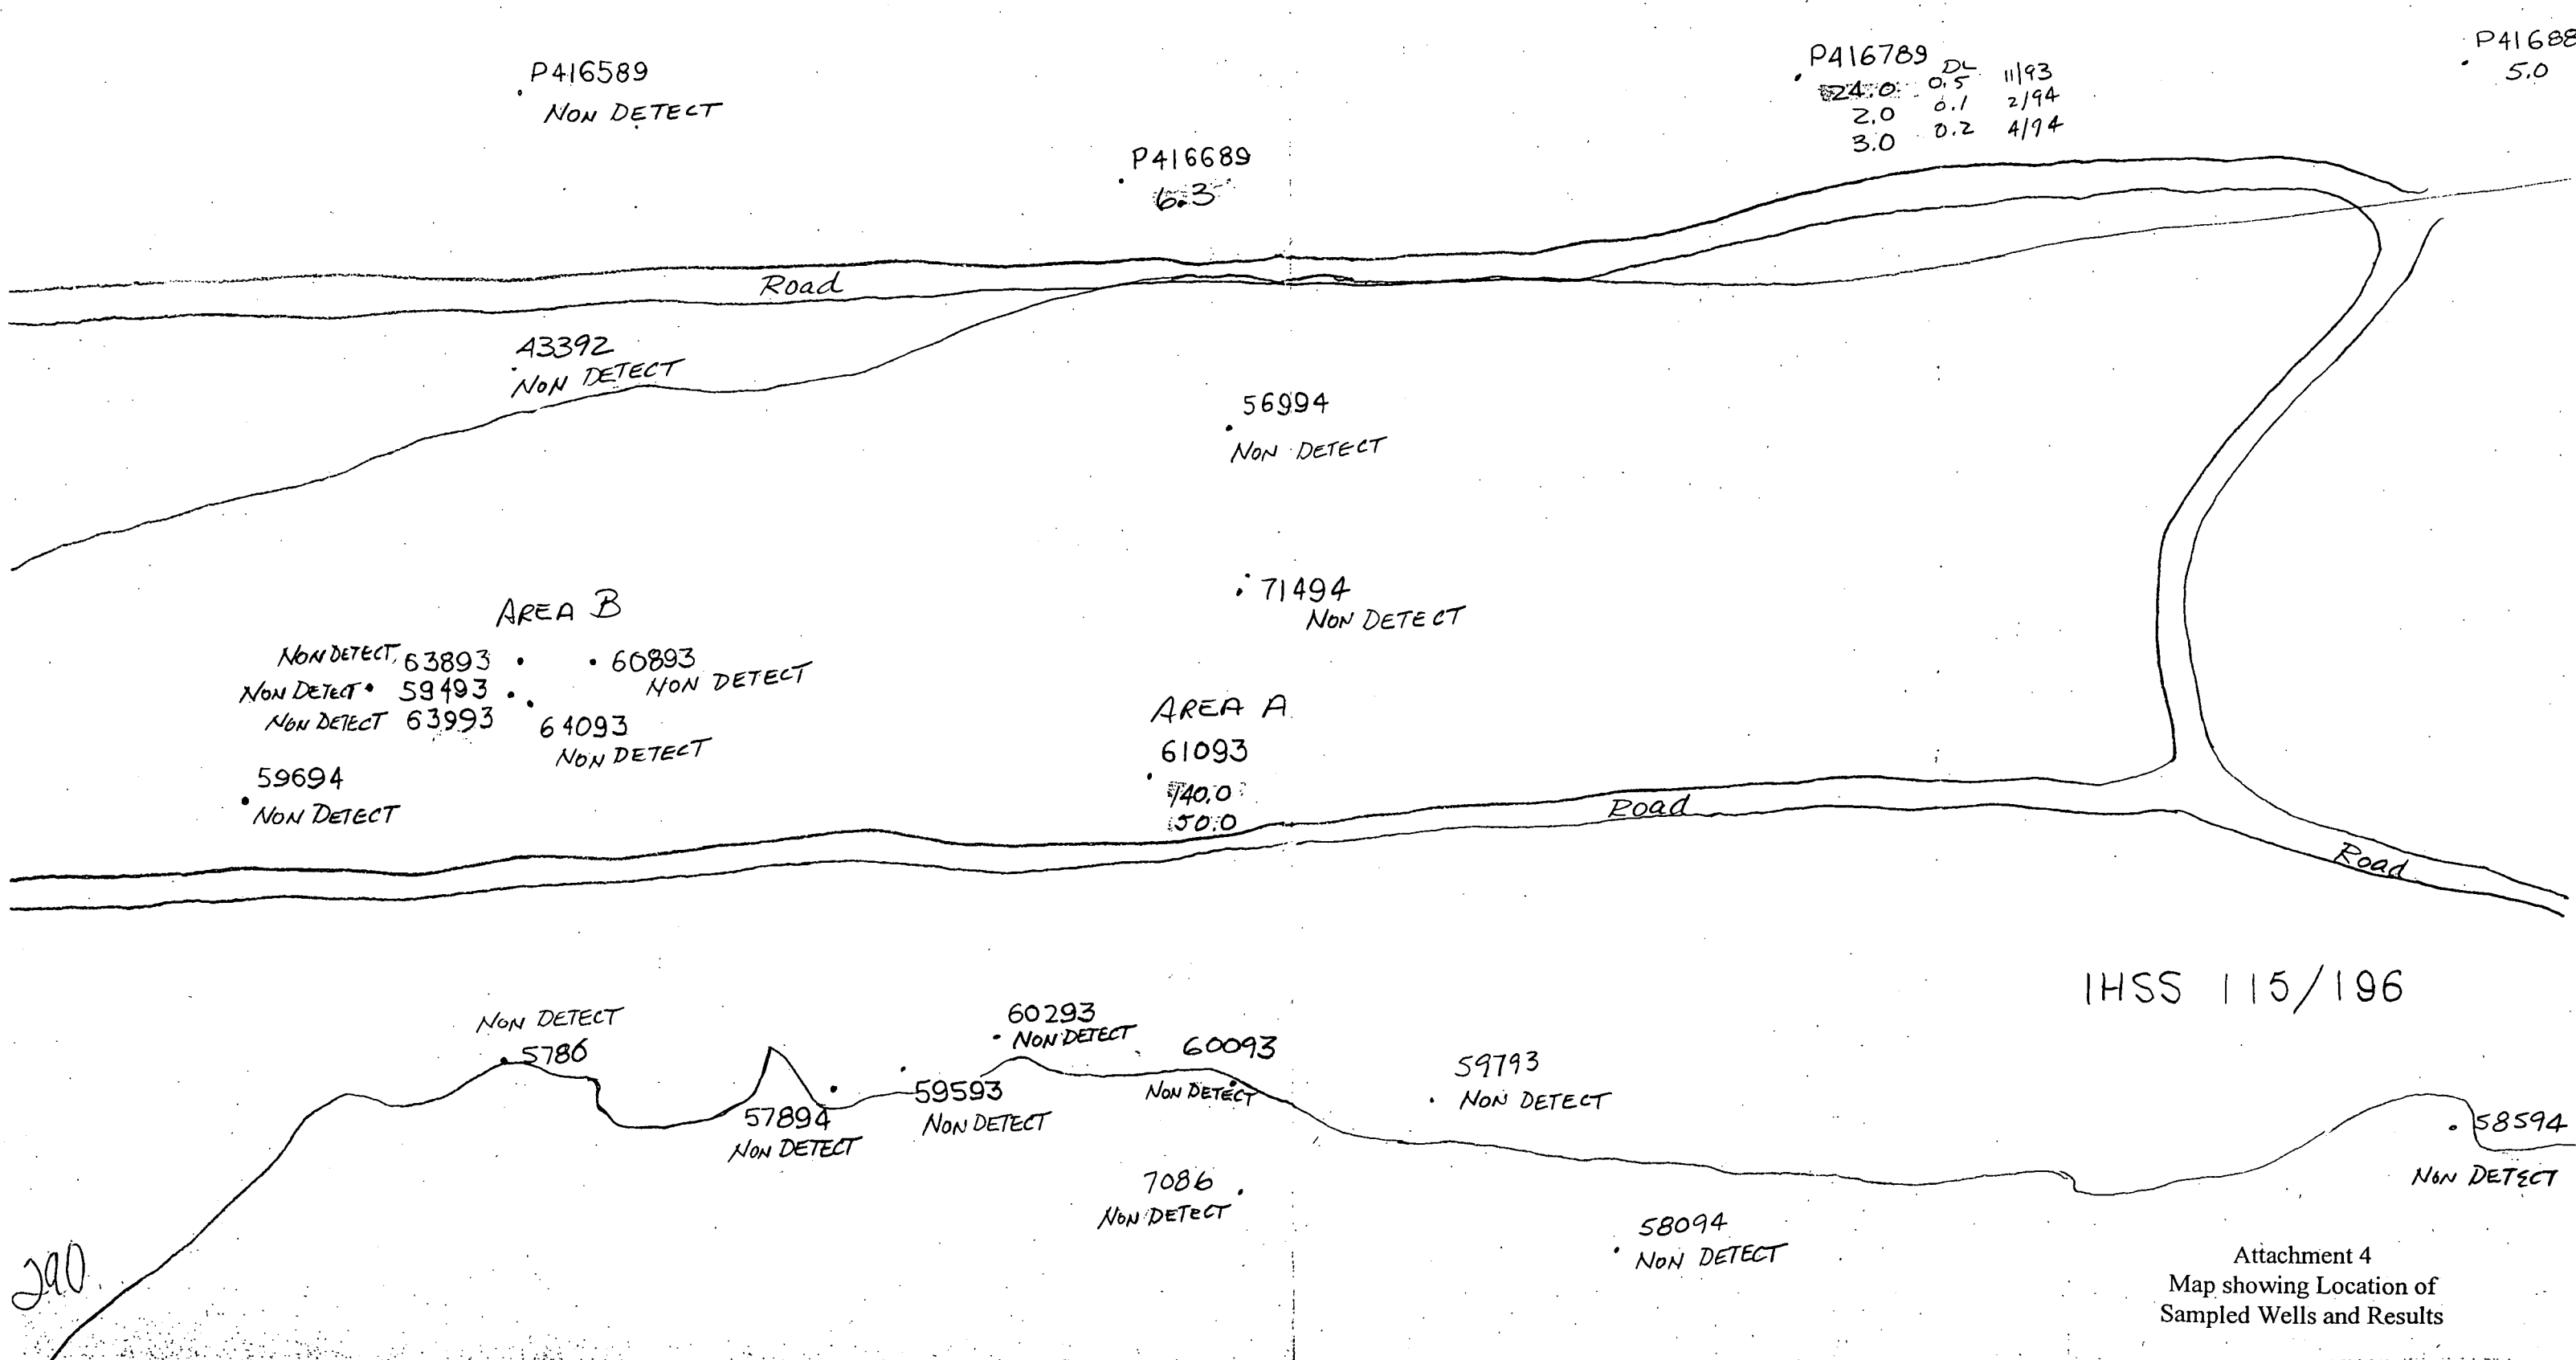 P416589
NON DETECT
P416689
6.3
P416789
DL
24.0 0.5 11/93
2.0 0.1 2/94
3.0 0.2 4/94
P41688
5.0
Road
43392
NON DETECT
56994
NON DETECT
71494
NON DETECT
AREA B
NON DETECT 63893
60893
NON DETECT
NON DETECT 59493
NON DETECT 63993
64093
NON DETECT
59694
NON DETECT
AREA A
61093
140.0
50.0
Road
Road
IHSS 115/196
NON DETECT
5786
57894
NON DETECT
59593
NON DETECT
60293
NON DETECT
60093
NON DETECT
59793
NON DETECT
58594
NON DETECT
7086
NON DETECT
58094
NON DETECT
290
Attachment 4
Map showing Location of
Sampled Wells and Results